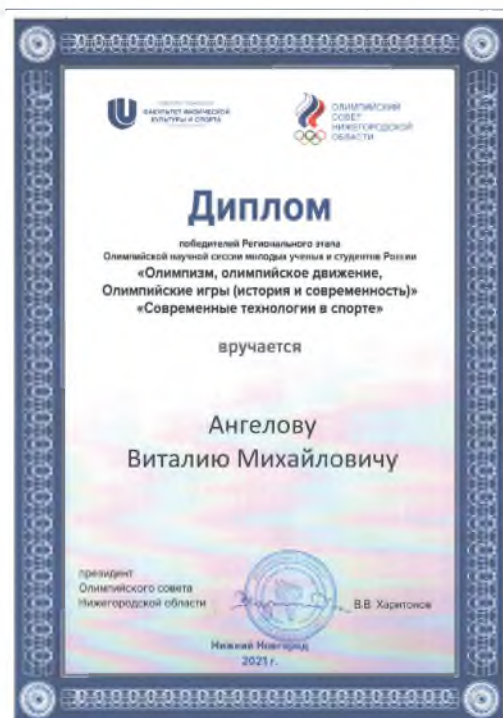 ФАКУЛЬТЕТ ФИЗИЧЕСКОЙ
КУЛЬТУРЫ И СПОРТА
ОЛИМПИЙСКИЙ
СОВЕТ
НИЖЕГОРОДСКОЙ
ОБЛАСТИ
Диплом
победителей Регионального этапа
Олимпийской научной сессии молодых ученых и студентов России
«Олимпизм, олимпийское движение,
Олимпийские игры (история и современность)»
«Современные технологии в спорте»
вручается
Ангелову
Виталию Михайловичу
президент
Олимпийского совета
Нижегородской области
В.В. Харитонов
Нижний Новгород
2021 г.